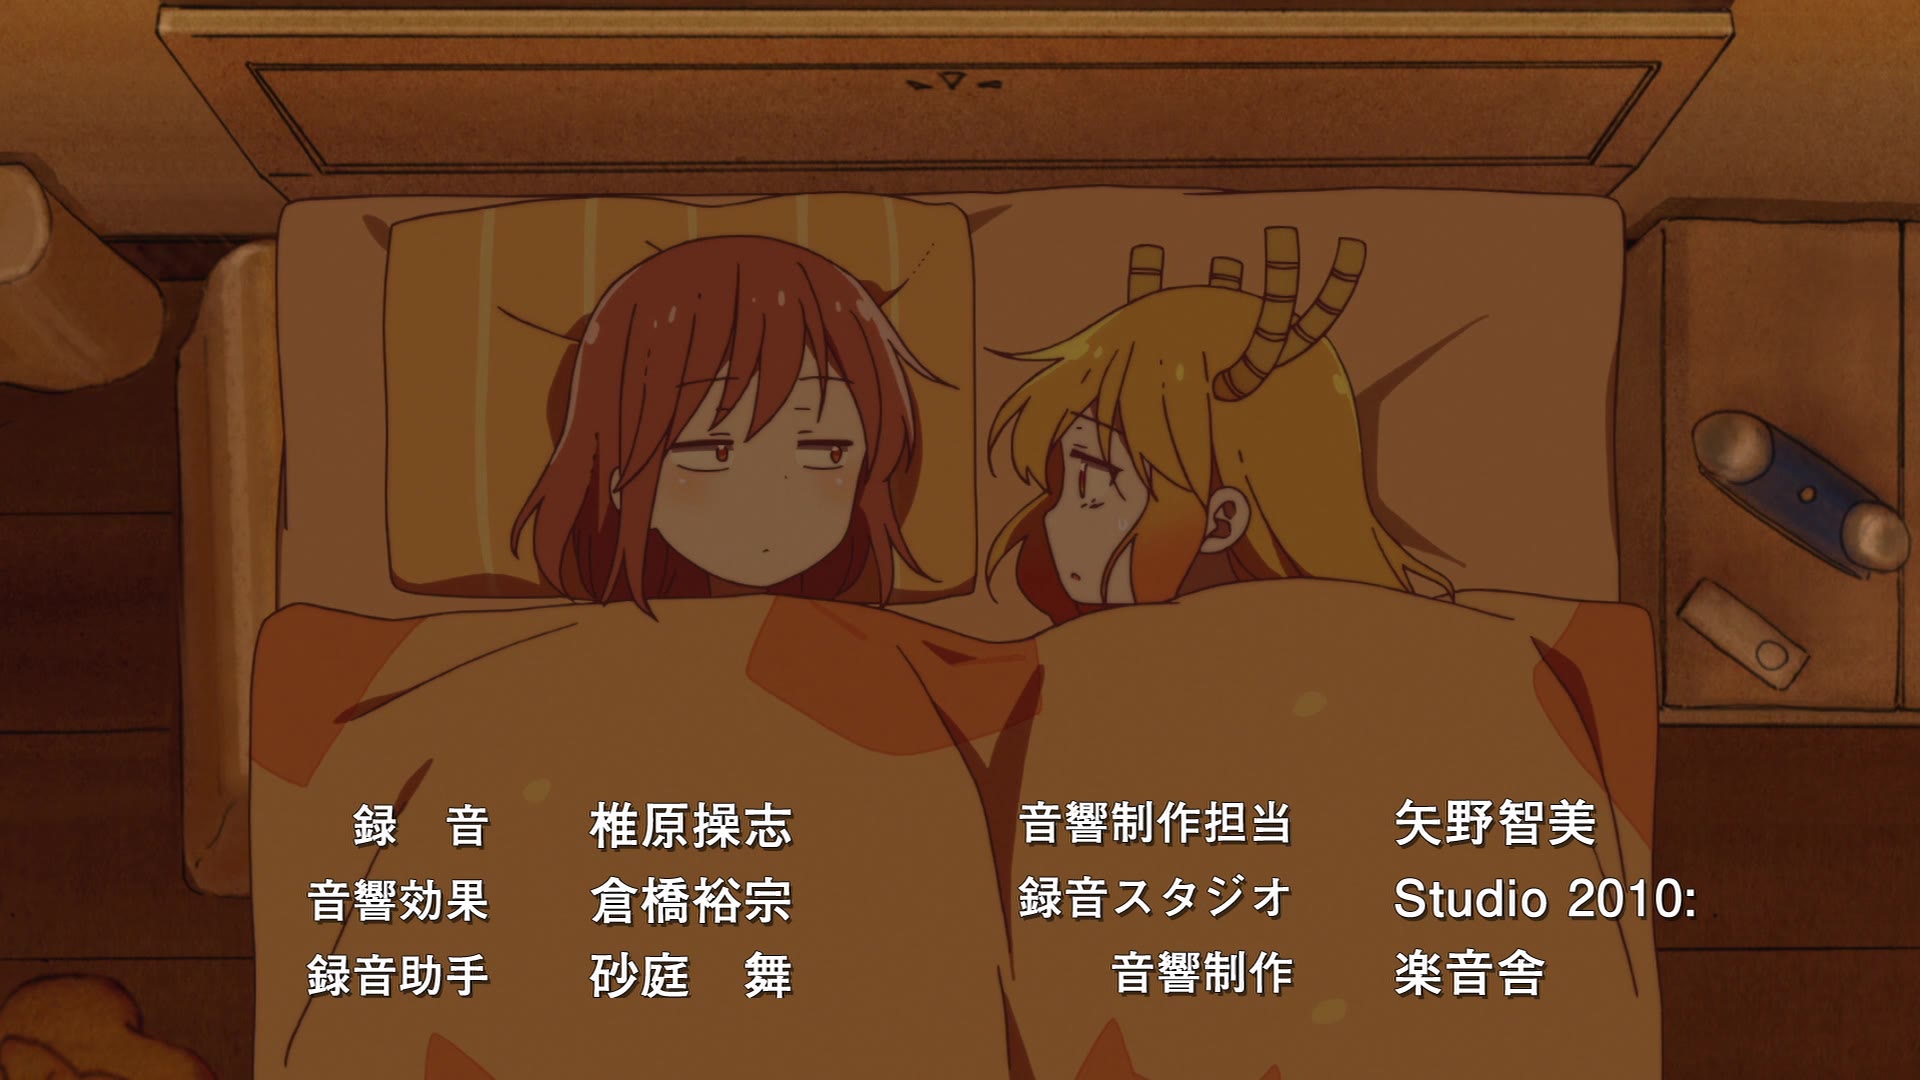 録　音　椎原操志
音響効果　倉橋裕宗
録音助手　砂庭　舞
音響制作担当　矢野智美
録音スタジオ　Studio 2010:
音響制作　楽音舎